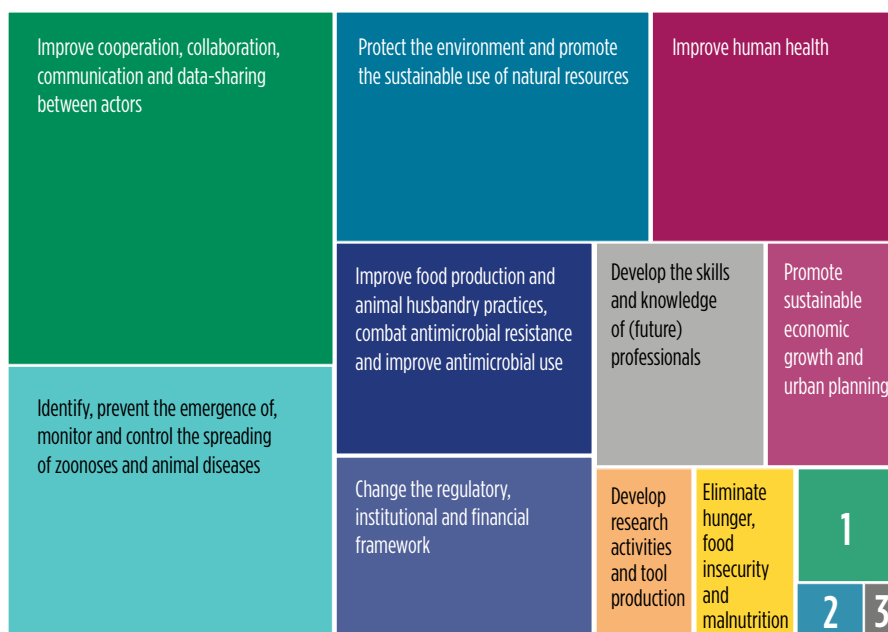 Improve cooperation, collaboration,
communication and data-sharing
between actors
Protect the environment and promote
the sustainable use of natural resources
Improve human health
Identify, prevent the emergence of,
monitor and control the spreading
of zoonoses and animal diseases
Improve food production and
animal husbandry practices,
combat antimicrobial resistance
and improve antimicrobial use
Develop the skills
and knowledge
of (future)
professionals
Promote
sustainable
economic
growth and
urban planning
Change the regulatory,
institutional and financial
framework
Develop
research
activities
and tool
production
Eliminate
hunger,
food
insecurity
and
malnutrition
1
2
3